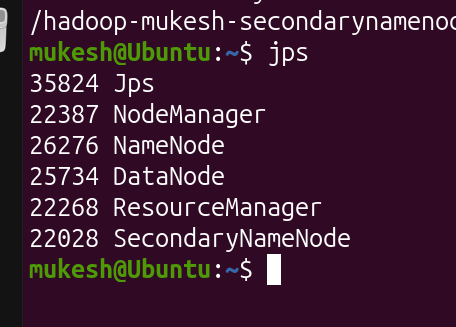 /hadoop-mukesh-secondarynamenod
mukesh@Ubuntu:~$ jps
35824 Jps
22387 NodeManager
26276 NameNode
25734 DataNode
22268 ResourceManager
22028 SecondaryNameNode
mukesh@Ubuntu:~$